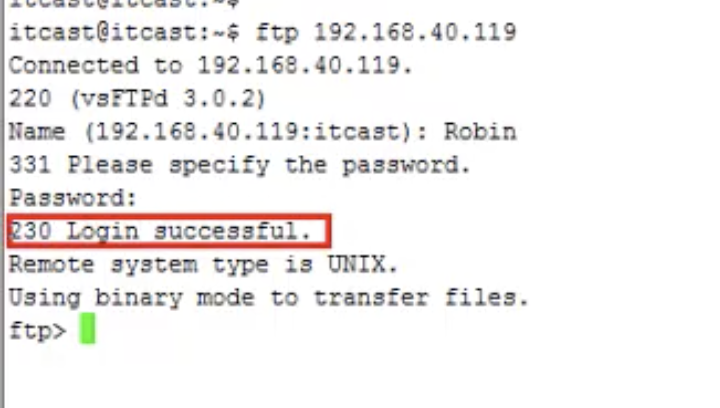 itcast@itcast:~$
itcast@itcast:~$ ftp 192.168.40.119
Connected to 192.168.40.119.
220 (vsFTPd 3.0.2)
Name (192.168.40.119:itcast): Robin
331 Please specify the password.
Password:
230 Login successful.
Remote system type is UNIX.
Using binary mode to transfer files.
ftp>